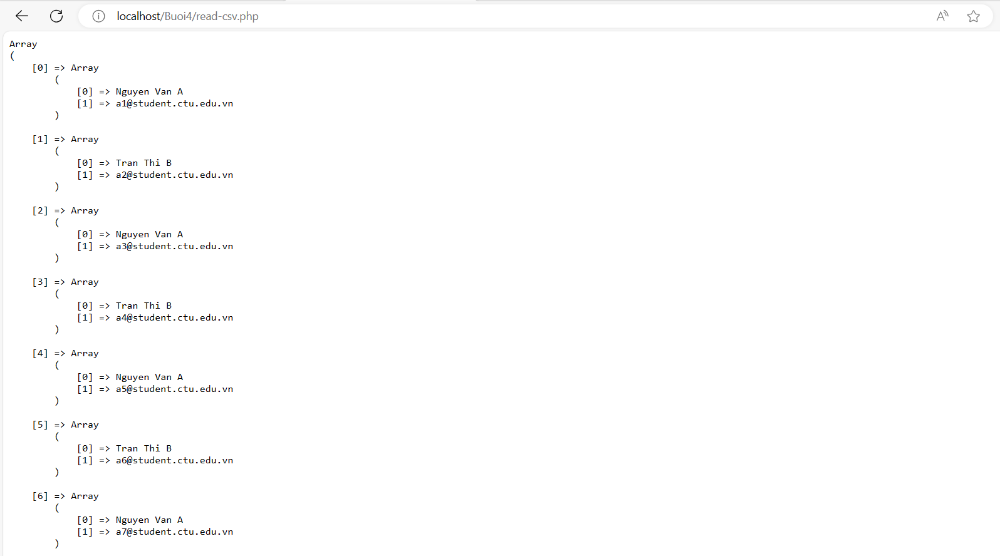 localhost/Buoi4/read-csv.php
Array
(
    [0] => Array
        (
            [0] => Nguyen Van A
            [1] => a1@student.ctu.edu.vn
        )

    [1] => Array
        (
            [0] => Tran Thi B
            [1] => a2@student.ctu.edu.vn
        )

    [2] => Array
        (
            [0] => Nguyen Van A
            [1] => a3@student.ctu.edu.vn
        )

    [3] => Array
        (
            [0] => Tran Thi B
            [1] => a4@student.ctu.edu.vn
        )

    [4] => Array
        (
            [0] => Nguyen Van A
            [1] => a5@student.ctu.edu.vn
        )

    [5] => Array
        (
            [0] => Tran Thi B
            [1] => a6@student.ctu.edu.vn
        )

    [6] => Array
        (
            [0] => Nguyen Van A
            [1] => a7@student.ctu.edu.vn
        )